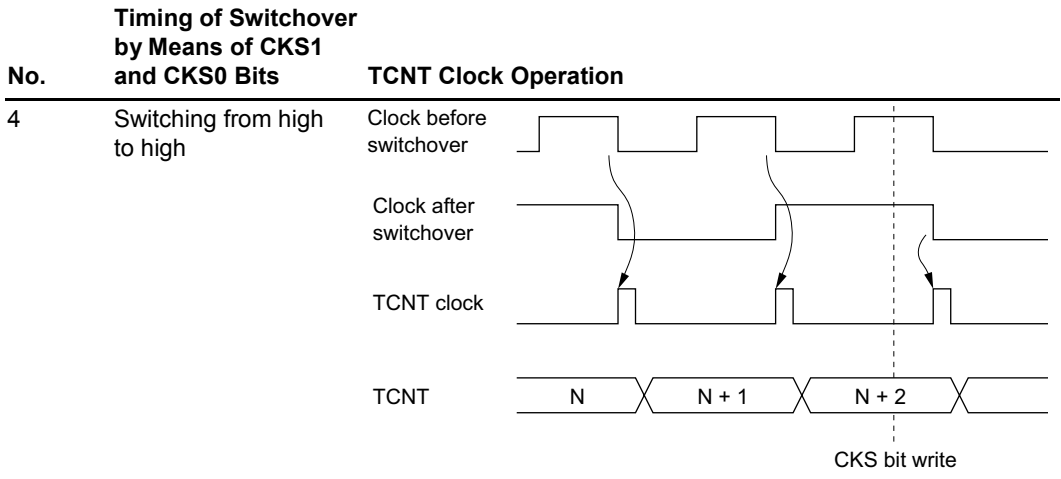 Timing of Switchover
by Means of CKS1
No. and CKS0 Bits TCNT Clock Operation
4 Switching from high
to high
Clock before
switchover
Clock after
switchover
TCNT clock
TCNT N N + 1 N + 2
CKS bit write